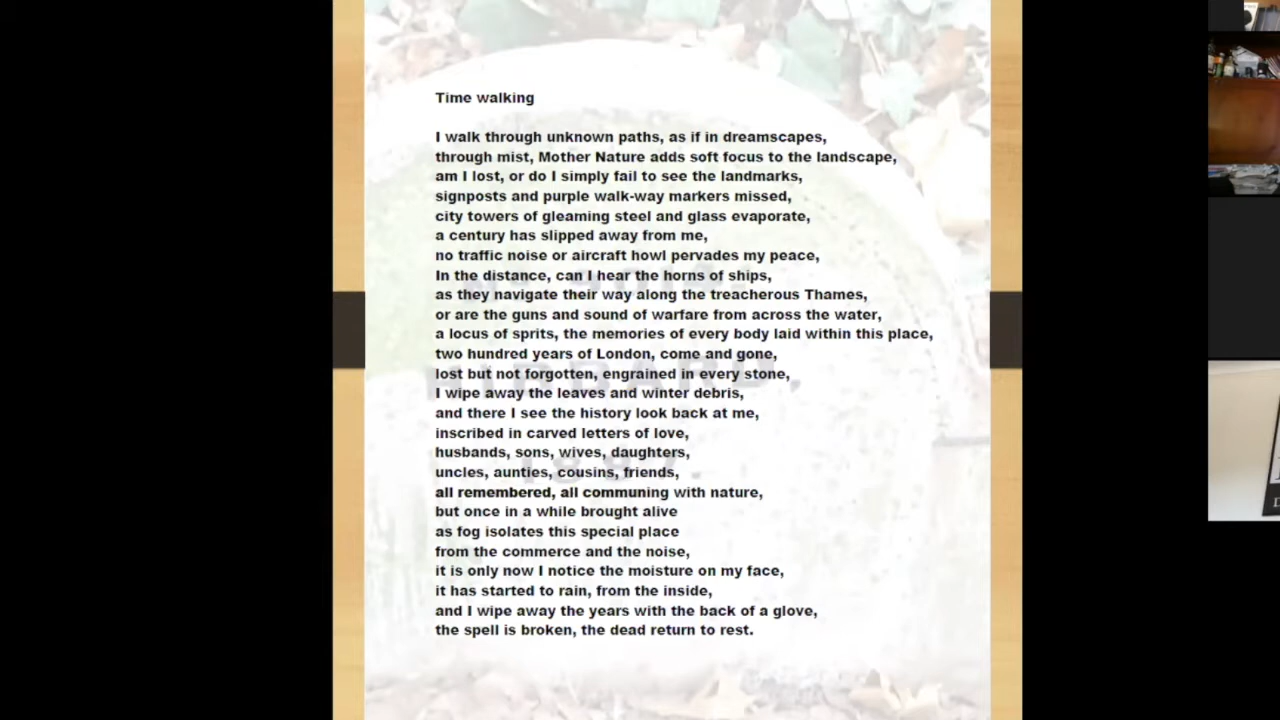 Time walking
I walk through unknown paths, as if in dreamscapes,
through mist, Mother Nature adds soft focus to the landscape,
am I lost, or do I simply fail to see the landmarks,
signposts and purple walk-way markers missed,
city towers of gleaming steel and glass evaporate,
a century has slipped away from me,
no traffic noise or aircraft howl pervades my peace,
In the distance, can I hear the horns of ships,
as they navigate their way along the treacherous Thames,
or are the guns and sound of warfare from across the water,
a locus of sprits, the memories of every body laid within this place,
two hundred years of London, come and gone,
lost but not forgotten, engrained in every stone,
I wipe away the leaves and winter debris,
and there I see the history look back at me,
inscribed in carved letters of love,
husbands, sons, wives, daughters,
uncles, aunties, cousins, friends,
all remembered, all communing with nature,
but once in a while brought alive
as fog isolates this special place
from the commerce and the noise,
it is only now I notice the moisture on my face,
it has started to rain, from the inside,
and I wipe away the years with the back of a glove,
the spell is broken, the dead return to rest.
HIBBARD.
1897.